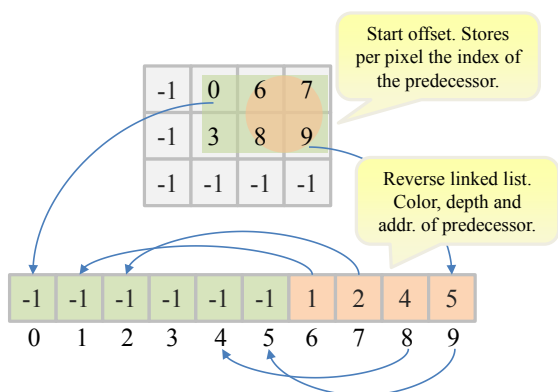 Start offset. Stores
per pixel the index of
the predecessor.
-1 0 6 7
-1 3 8 9
-1 -1 -1 -1
Reverse linked list.
Color, depth and
addr. of predecessor.
-1 -1 -1 -1 -1 -1 1 2 4 5
0 1 2 3 4 5 6 7 8 9